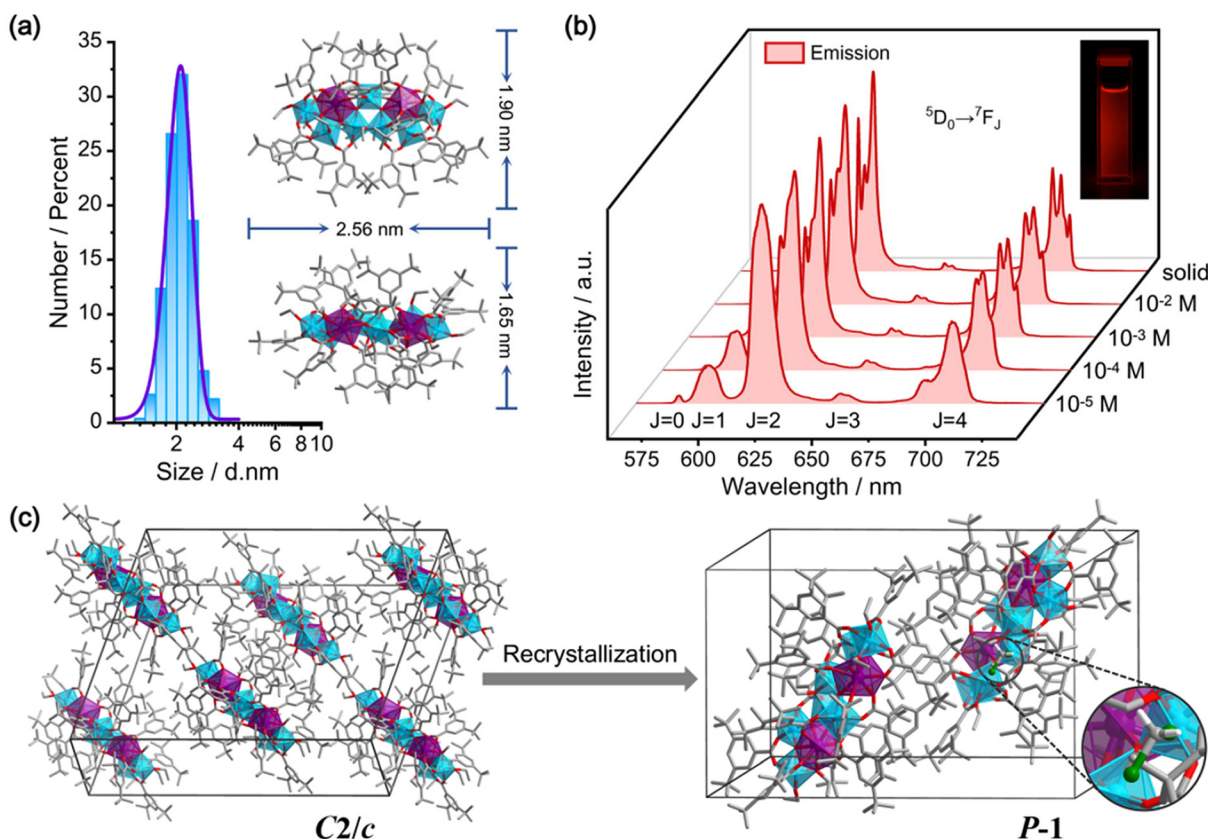 (a)
35
30
25
20
15
10
5
0
Number / Percent
2
4
6
8
10
Size / d.nm
1.90 nm
2.56 nm
1.65 nm
(b)
Emission
⁵D₀→⁷F_J
Intensity / a.u.
solid
10⁻² M
10⁻³ M
10⁻⁴ M
10⁻⁵ M
J=0 J=1 J=2 J=3 J=4
575 600 625 650 675 700 725
Wavelength / nm
(c)
Recrystallization
C2/c
P-1